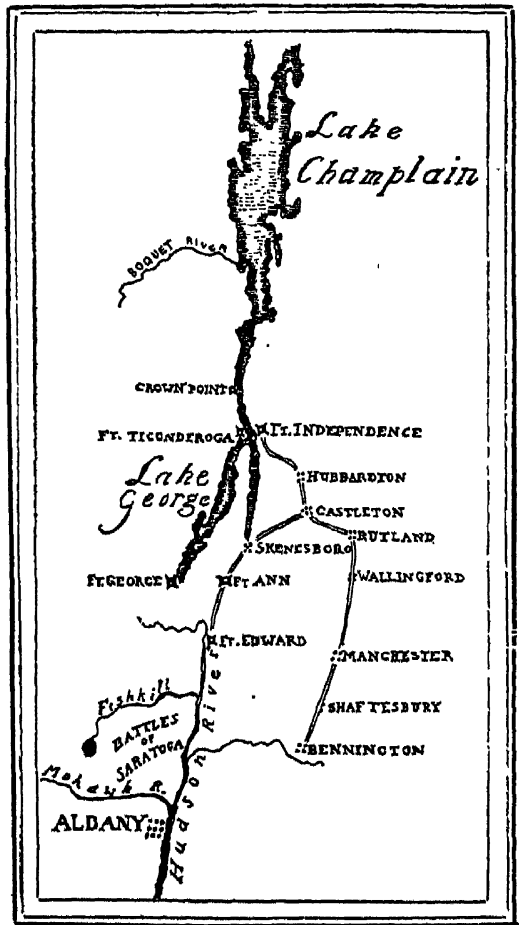 Lake
Champlain
BOQUET RIVER
CROWN POINT
FT. TICONDEROGA
FT. INDEPENDENCE
Lake
George
HUBBARDTON
CASTLETON
SKENESBORO
RUTLAND
FT. GEORGE
FT. ANN
WALLINGFORD
FT. EDWARD
MANCHESTER
Fishkill
BATTLES
OF
SARATOGA
SHAFTESBURY
BENNINGTON
Mohawk R.
ALBANY
Hudson River